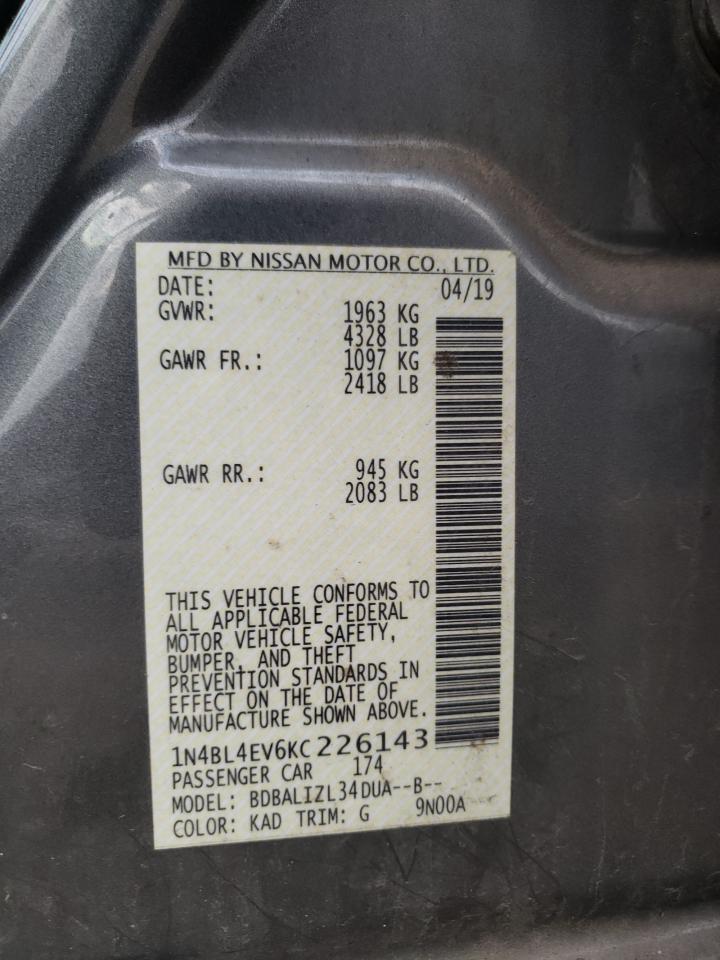 MFD BY NISSAN MOTOR CO., LTD.
DATE: 04/19
GVWR: 1963 KG
4328 LB
GAWR FR.: 1097 KG
2418 LB
GAWR RR.: 945 KG
2083 LB
THIS VEHICLE CONFORMS TO
ALL APPLICABLE FEDERAL
MOTOR VEHICLE SAFETY,
BUMPER, AND THEFT
PREVENTION STANDARDS IN
EFFECT ON THE DATE OF
MANUFACTURE SHOWN ABOVE.
1N4BL4EV6KC226143
PASSENGER CAR 174
MODEL: BDBALIZL34DUA--B--
COLOR: KAD TRIM: G 9N00A